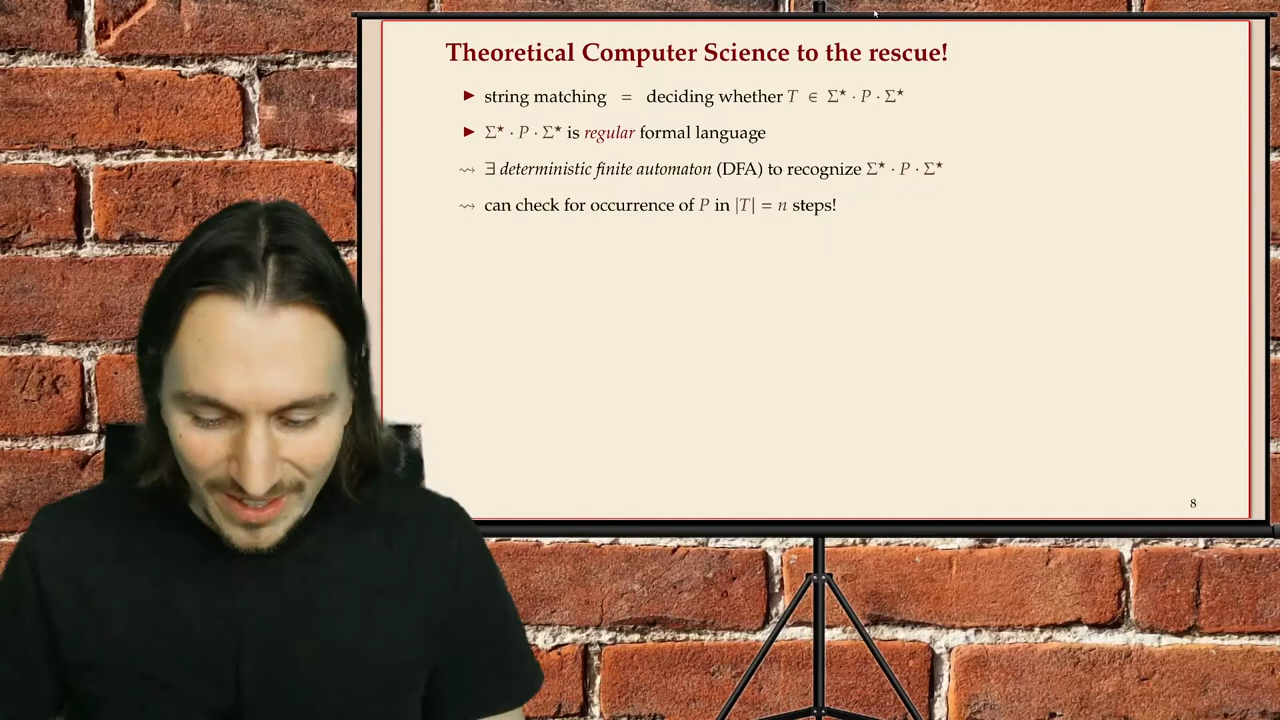 Theoretical Computer Science to the rescue!
▶ string matching = deciding whether T ∈ Σ⋆ · P · Σ⋆
▶ Σ⋆ · P · Σ⋆ is regular formal language
⇝ ∃ deterministic finite automaton (DFA) to recognize Σ⋆ · P · Σ⋆
⇝ can check for occurrence of P in |T| = n steps!
8